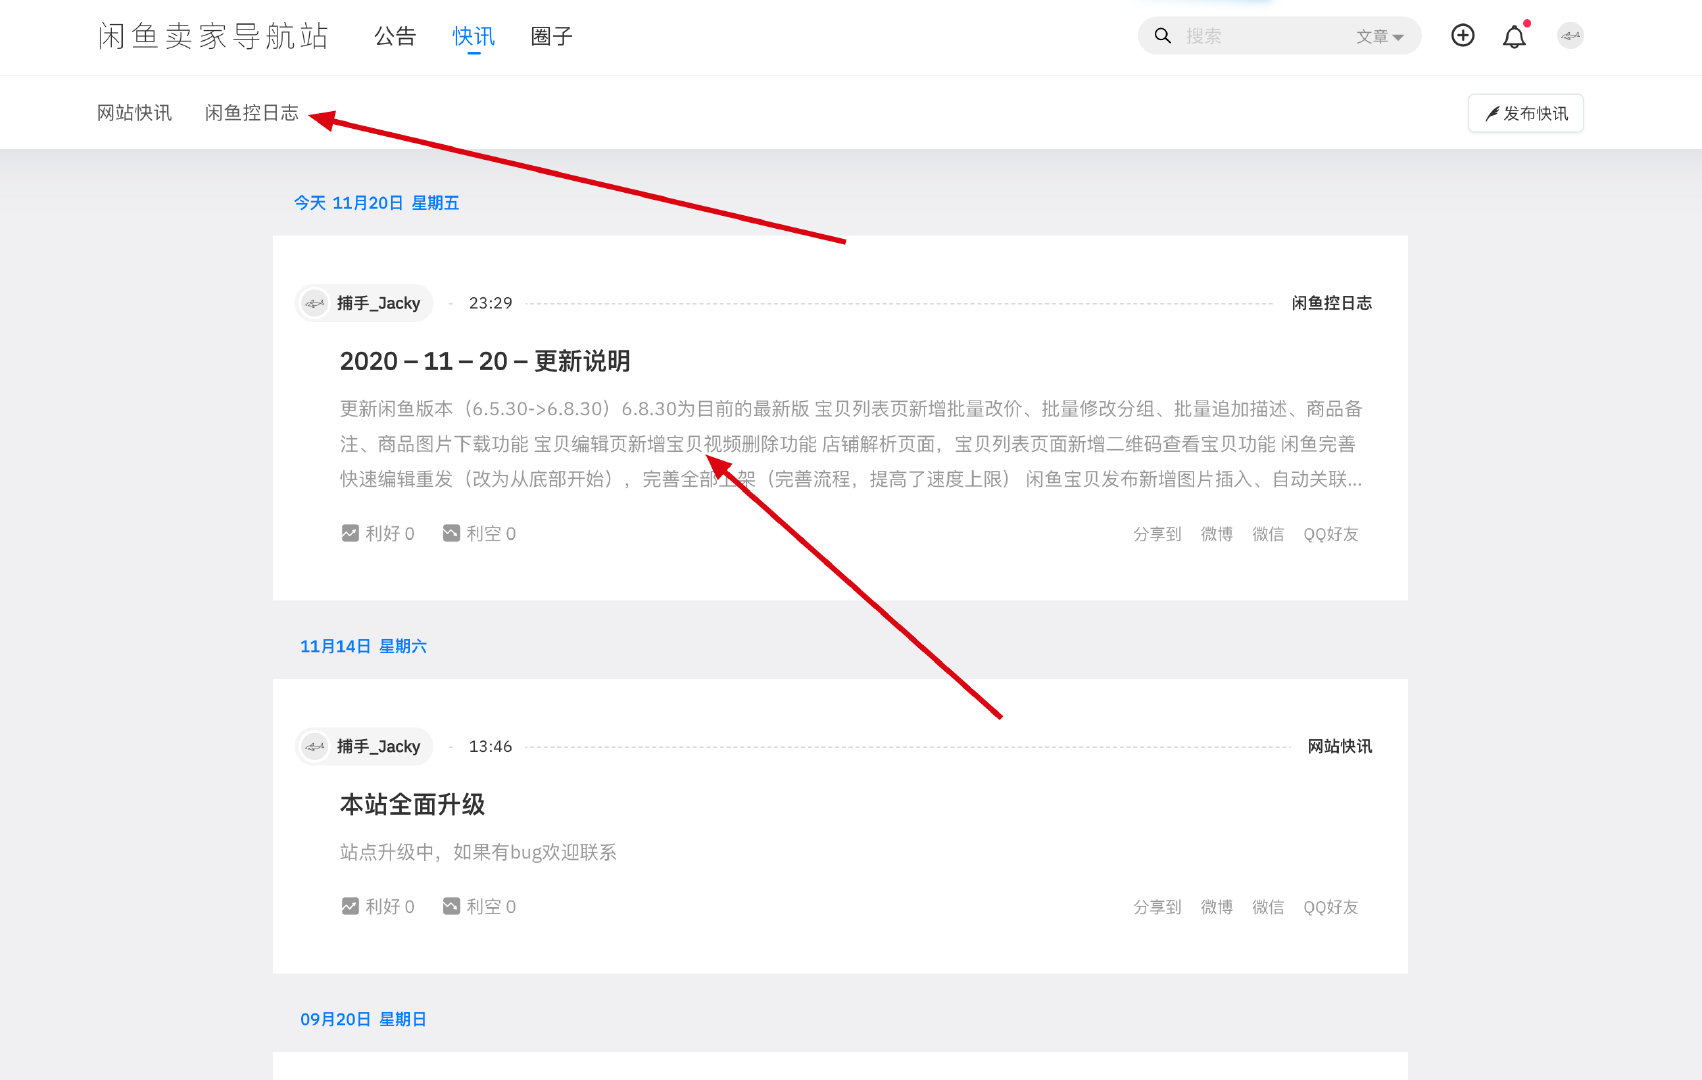 闲鱼卖家导航站 公告 快讯 圈子 搜索 文章
网站快讯 闲鱼控日志 发布快讯
今天 11月20日 星期五
捕手_Jacky - 23:29 闲鱼控日志
2020 – 11 – 20 – 更新说明
更新闲鱼版本（6.5.30->6.8.30）6.8.30为目前的最新版 宝贝列表页新增批量改价、批量修改分组、批量追加描述、商品备
注、商品图片下载功能 宝贝编辑页新增宝贝视频删除功能 店铺解析页面，宝贝列表页面新增二维码查看宝贝功能 闲鱼完善
快速编辑重发（改为从底部开始），完善全部上架（完善流程，提高了速度上限） 闲鱼宝贝发布新增图片插入、自动关联...
利好 0 利空 0 分享到 微博 微信 QQ好友
11月14日 星期六
捕手_Jacky - 13:46 网站快讯
本站全面升级
站点升级中，如果有bug欢迎联系
利好 0 利空 0 分享到 微博 微信 QQ好友
09月20日 星期日